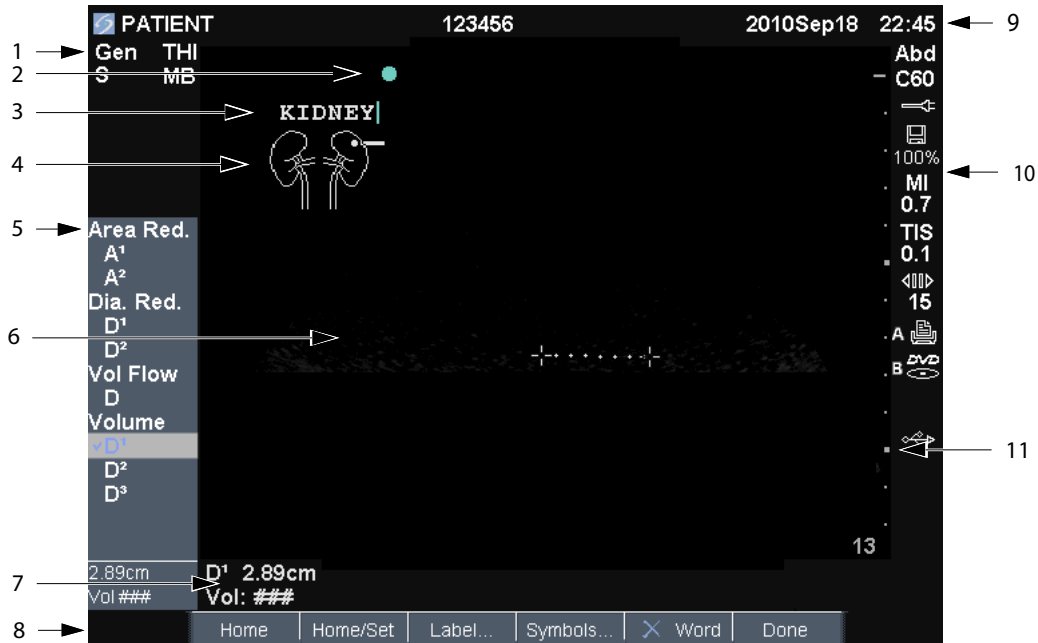 PATIENT 123456 2010Sep18 22:45 9
1 Gen THI Abd
2 S MB C60
3 KIDNEY
4 100% 10
MI
0.7
5 Area Red. TIS
A¹ 0.1
A²
Dia. Red. 15
D¹
6 D² A
Vol Flow B DVD
D
Volume
✓D¹ 11
D²
D³
13
2.89cm D¹ 2.89cm
7
Vol ### Vol: ###
8 Home Home/Set Label... Symbols... X Word Done